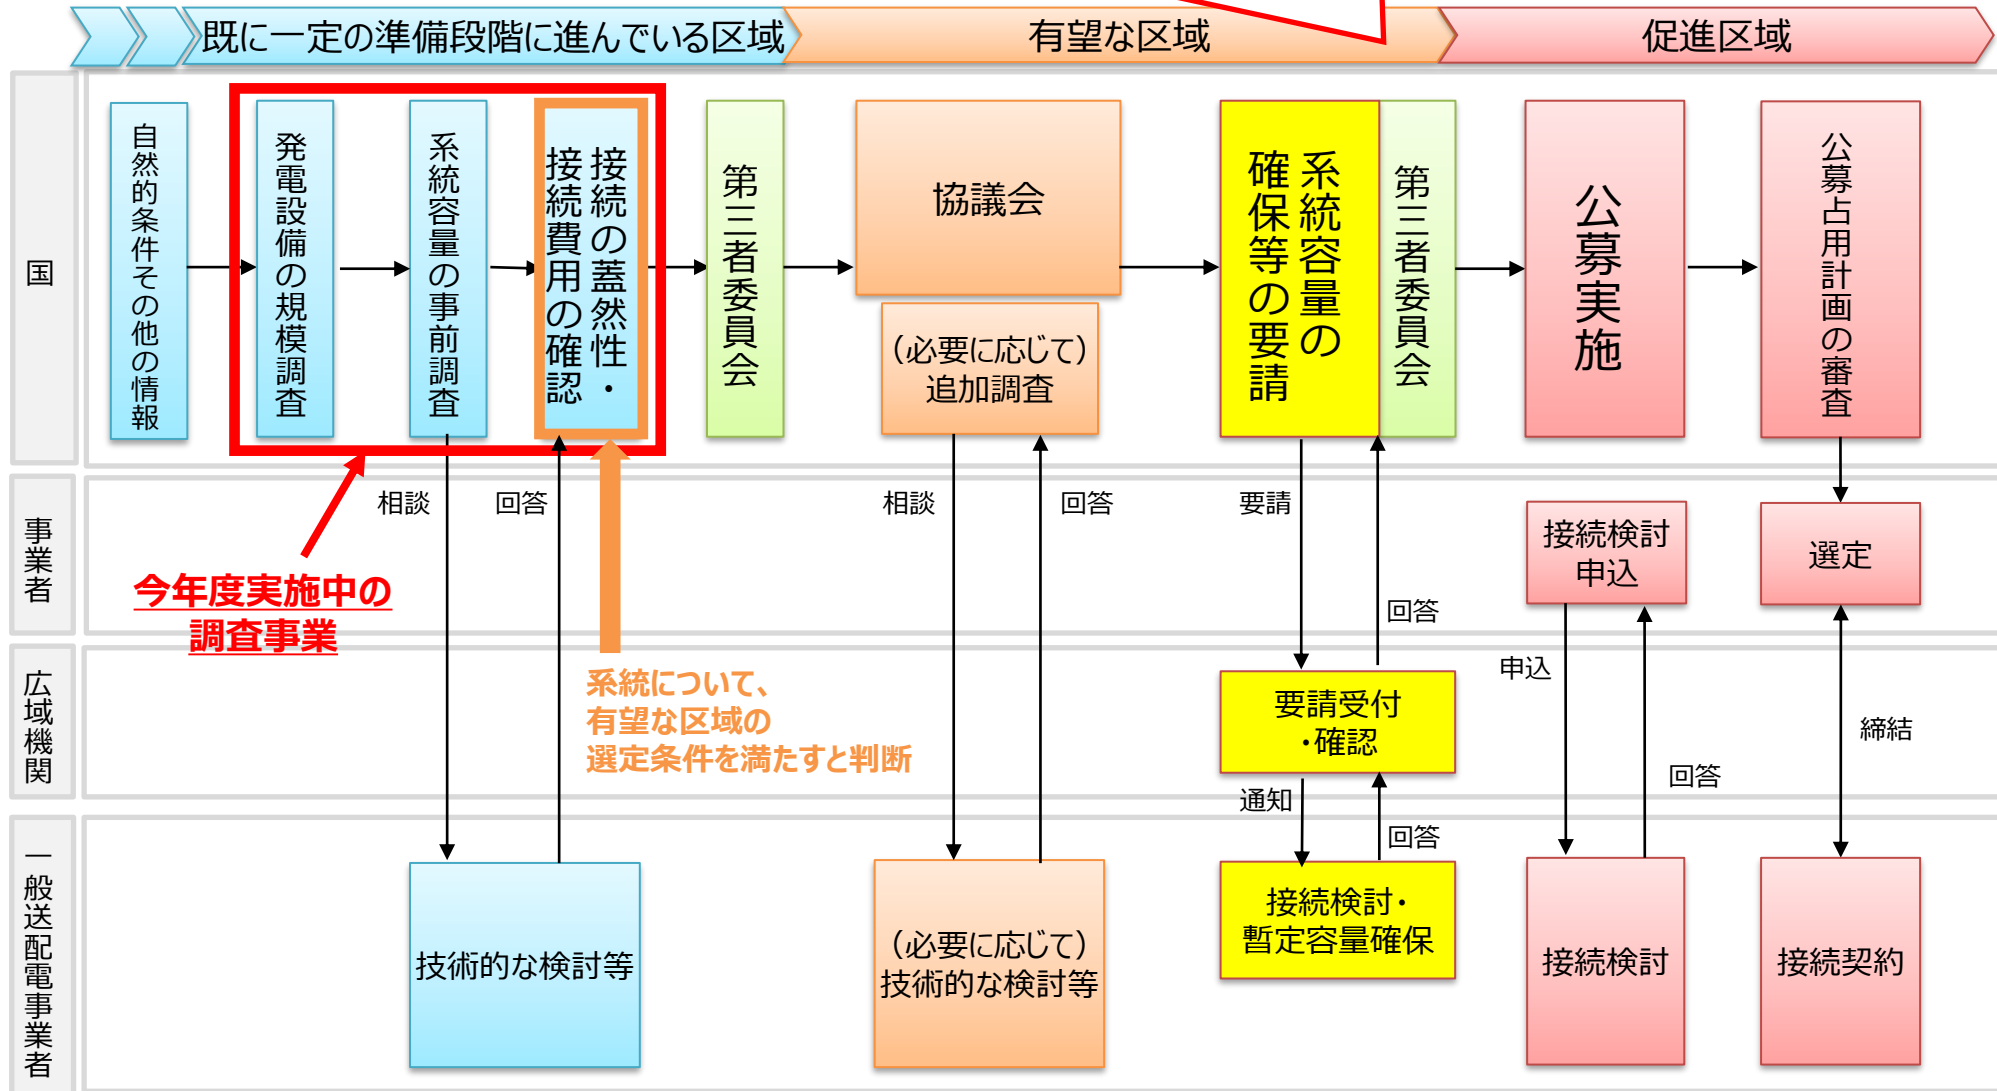 既に一定の準備段階に進んでいる区域
有望な区域
促進区域
国
自然的条件その他の情報
発電設備の規模調査
系統容量の事前調査
接続の蓋然性・
接続費用の確認
第三者委員会
協議会
（必要に応じて）
追加調査
系統容量の
確保等の要請
第三者委員会
公募実施
公募占用計画の審査
事業者
相談
回答
相談
回答
要請
回答
接続検討
申込
選定
今年度実施中の
調査事業
広域機関
系統について、
有望な区域の
選定条件を満たすと判断
要請受付
・確認
申込
回答
締結
通知
回答
一般送配電事業者
技術的な検討等
（必要に応じて）
技術的な検討等
接続検討・
暫定容量確保
接続検討
接続契約